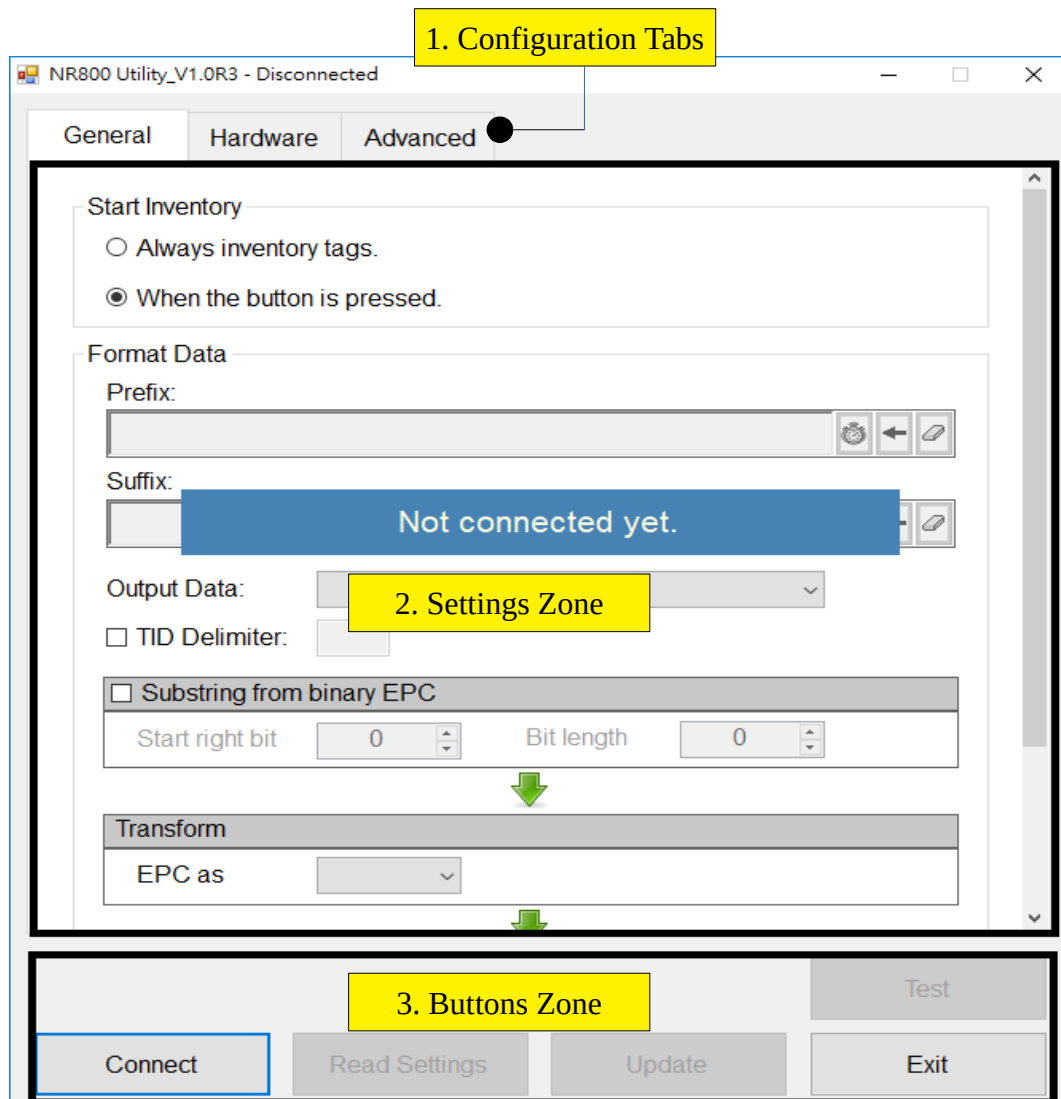 1. Configuration Tabs
NR800 Utility_V1.0R3 - Disconnected
General Hardware Advanced
Start Inventory
Always inventory tags.
When the button is pressed.
Format Data
Prefix:
Suffix:
Not connected yet.
Output Data:
2. Settings Zone
TID Delimiter:
Substring from binary EPC
Start right bit 0 Bit length 0
Transform
EPC as
Test
3. Buttons Zone
Connect Read Settings Update Exit